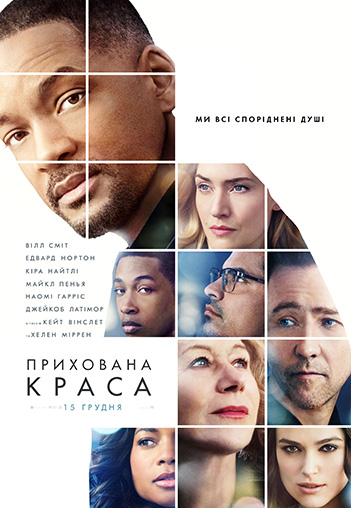 МИ ВСІ СПОРІДНЕНІ ДУШІ
ВІЛЛ СМІТ
ЕДВАРД НОРТОН
КІРА НАЙТЛІ
МАЙКЛ ПЕНЬЯ
НАОМІ ГАРРІС
ДЖЕЙКОБ ЛАТІМОР
КЕЙТ ВІНСЛЕТ
ТА ХЕЛЕН МІРРЕН
ПРИХОВАНА
КРАСА
15 ГРУДНЯ